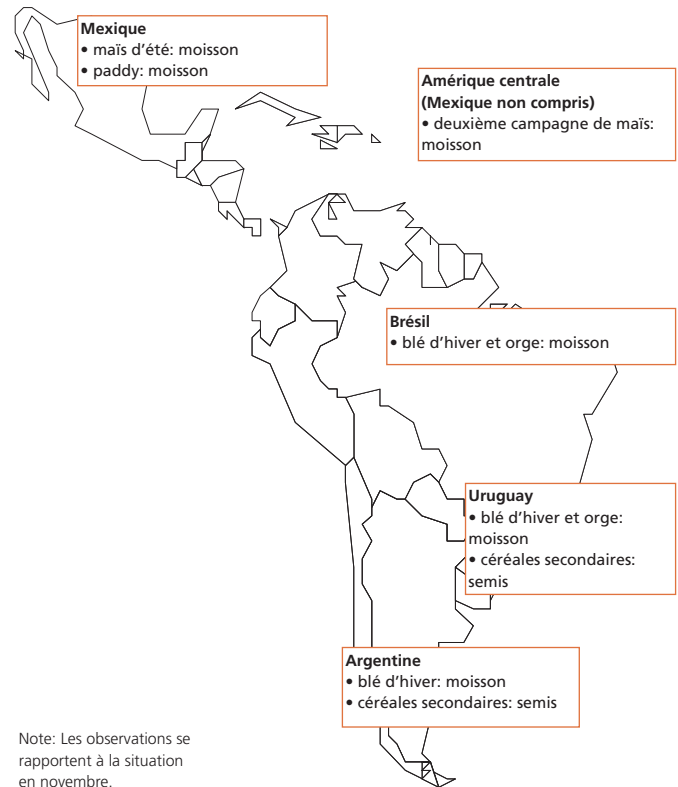 Mexique
• maïs d’été: moisson
• paddy: moisson
Amérique centrale
(Mexique non compris)
• deuxième campagne de maïs:
moisson
Brésil
• blé d’hiver et orge: moisson
Uruguay
• blé d’hiver et orge:
moisson
• céréales secondaires:
semis
Argentine
• blé d’hiver: moisson
• céréales secondaires: semis
Note: Les observations se
rapportent à la situation
en novembre.